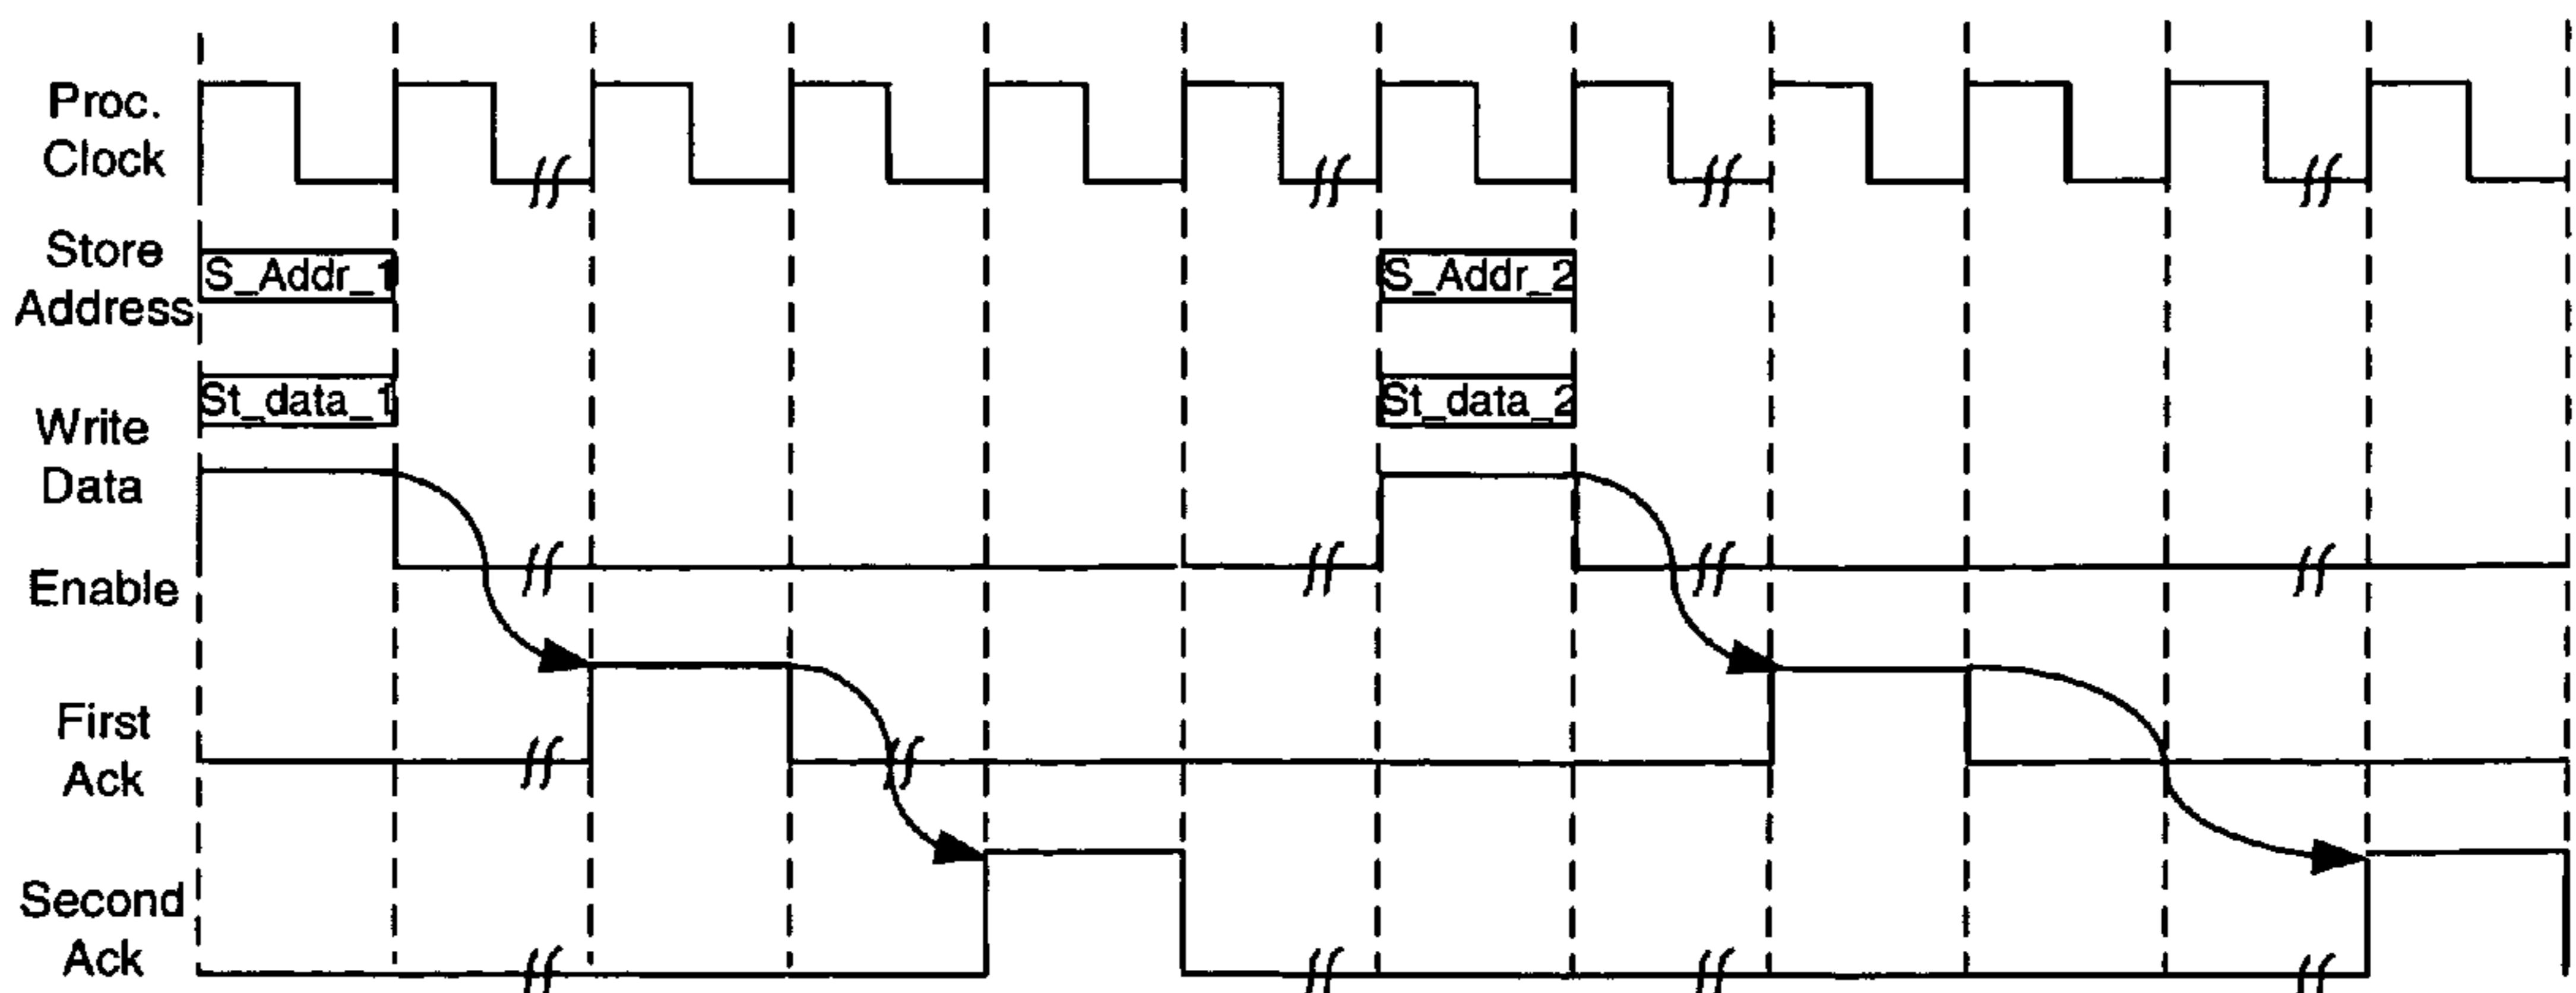 Proc.
Clock
Store
Address
S_Addr_1
S_Addr_2
St_data_1
St_data_2
Write
Data
Enable
First
Ack
Second
Ack